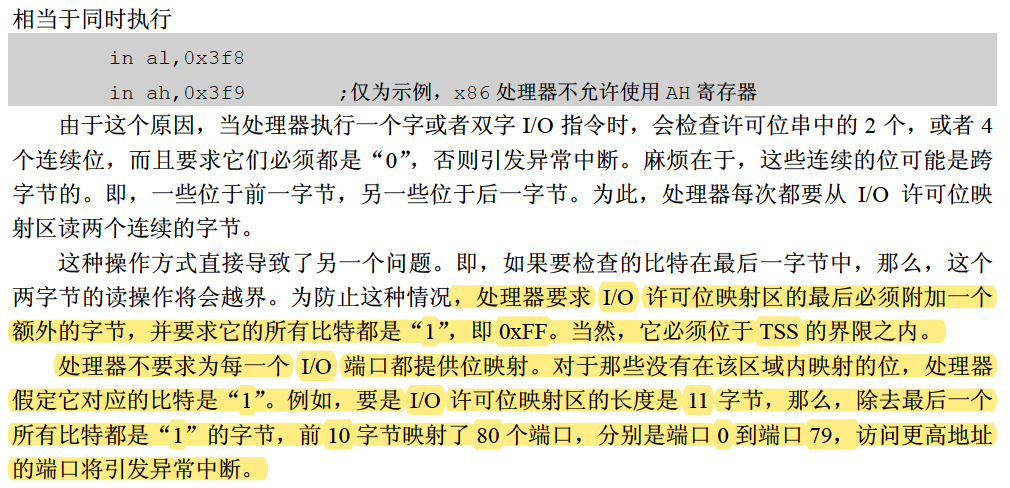 相当于同时执行
in al,0x3f8
in ah,0x3f9 ;仅为示例，x86 处理器不允许使用 AH 寄存器
由于这个原因，当处理器执行一个字或者双字 I/O 指令时，会检查许可位串中的 2 个，或者 4
个连续位，而且要求它们必须都是“0”，否则引发异常中断。麻烦在于，这些连续的位可能是跨
字节的。即，一些位于前一字节，另一些位于后一字节。为此，处理器每次都要从 I/O 许可位映
射区读两个连续的字节。
这种操作方式直接导致了另一个问题。即，如果要检查的比特在最后一字节中，那么，这个
两字节的读操作将会越界。为防止这种情况，处理器要求 I/O 许可位映射区的最后必须附加一个
额外的字节，并要求它的所有比特都是“1”，即 0xFF。当然，它必须位于 TSS 的界限之内。
处理器不要求为每一个 I/O 端口都提供位映射。对于那些没有在该区域内映射的位，处理器
假定它对应的比特是“1”。例如，要是 I/O 许可位映射区的长度是 11 字节，那么，除去最后一个
所有比特都是“1”的字节，前 10 字节映射了 80 个端口，分别是端口 0 到端口 79，访问更高地址
的端口将引发异常中断。